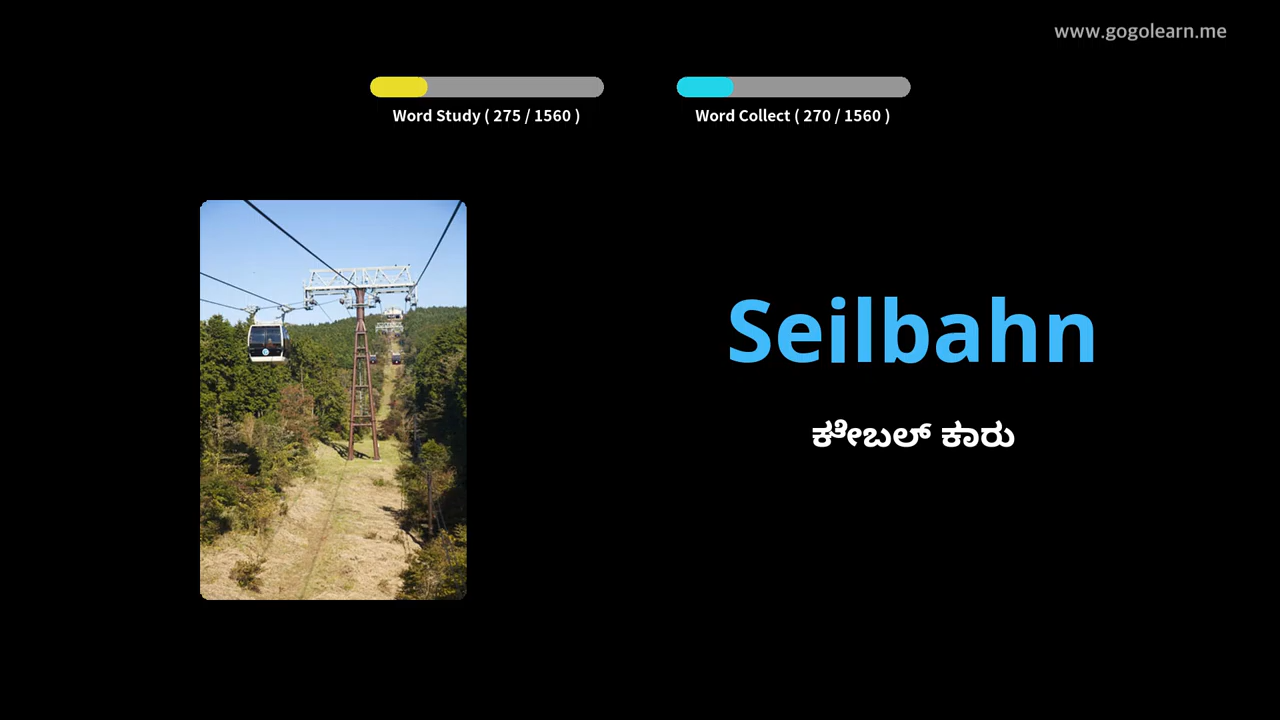 www.gogolearn.me
Word Study ( 275 / 1560 )
Word Collect ( 270 / 1560 )
Seilbahn
ಕೇಬಲ್ ಕಾರು